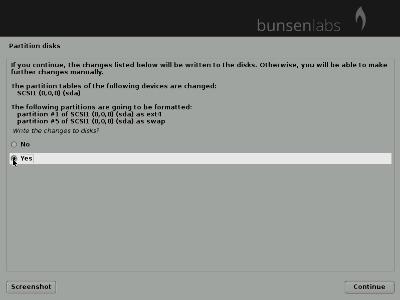 bunsenlabs
Partition disks
If you continue, the changes listed below will be written to the disks. Otherwise, you will be able to make
further changes manually.
The partition tables of the following devices are changed:
SCSI1 (0,0,0) (sda)
The following partitions are going to be formatted:
partition #1 of SCSI1 (0,0,0) (sda) as ext4
partition #5 of SCSI1 (0,0,0) (sda) as swap
Write the changes to disks?
No
Yes
Screenshot
Continue